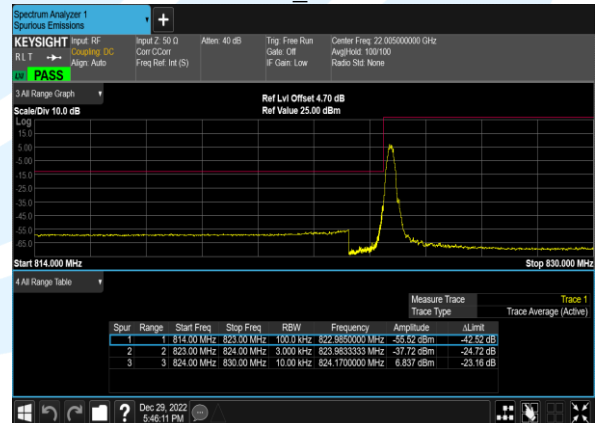 Spectrum Analyzer 1
Spurious Emissions
KEYSIGHT Input: RF Input Z: 50 Ω Atten: 40 dB Trig: Free Run Center Freq: 22.005000000 GHz
R L T Coupling: DC Corr CCorr Gate: Off Avg|Hold: 100/100
Align: Auto Freq Ref: Int (S) IF Gain: Low Radio Std: None
PASS
3 All Range Graph
Ref Lvl Offset 4.70 dB
Scale/Div 10.0 dB Ref Value 25.00 dBm
Log
15.0
5.00
-5.00
-15.0
-25.0
-35.0
-45.0
-55.0
-65.0
Start 814.000 MHz Stop 830.000 MHz
4 All Range Table
Measure Trace Trace 1
Trace Type Trace Average (Active)
Spur Range Start Freq Stop Freq RBW Frequency Amplitude ΔLimit
1 1 814.00 MHz 823.00 MHz 100.0 kHz 822.9850000 MHz -55.52 dBm -42.52 dB
2 2 823.00 MHz 824.00 MHz 3.000 kHz 823.9833333 MHz -37.72 dBm -24.72 dB
3 3 824.00 MHz 830.00 MHz 10.00 kHz 824.1700000 MHz 6.837 dBm -23.16 dB
? Dec 29, 2022
5:46:11 PM